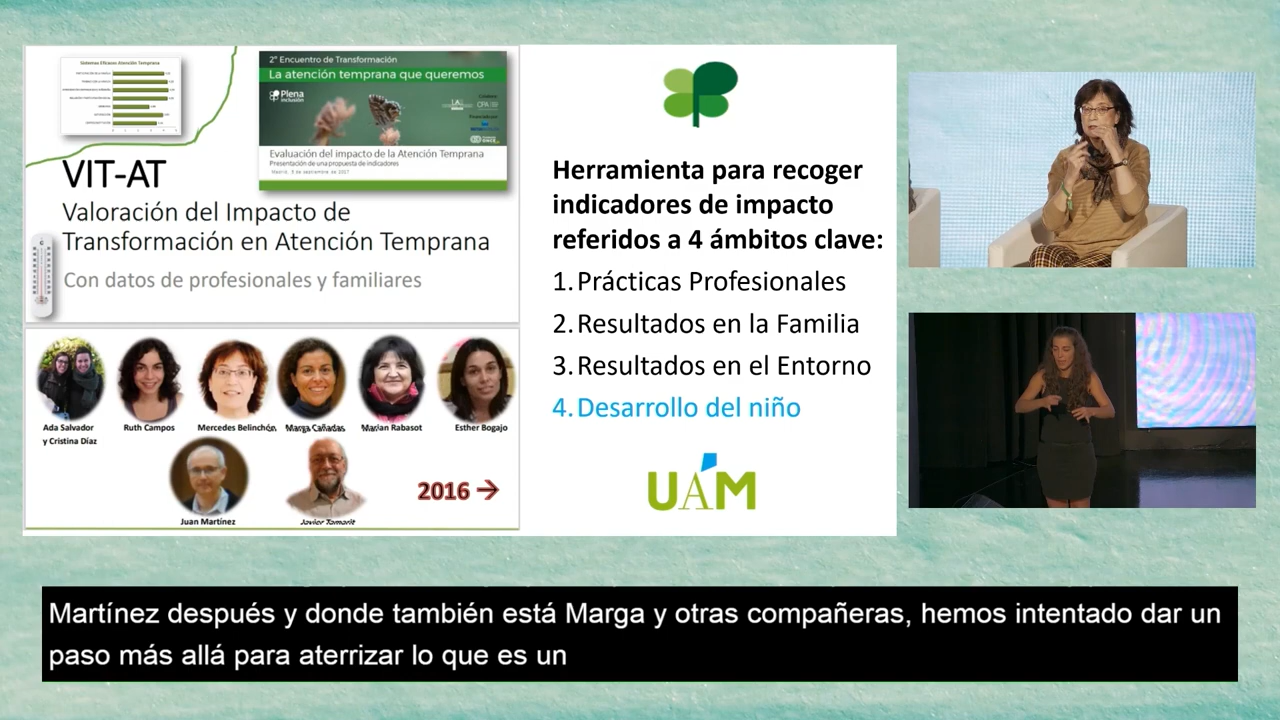 Sistemas Eficaces Atención Temprana
2º Encuentro de Transformación
La atención temprana que queremos
Plena
inclusión
Evaluación del impacto de la Atención Temprana
Presentación de una propuesta de indicadores
Madrid, 5 de septiembre de 2017
VIT-AT
Valoración del Impacto de
Transformación en Atención Temprana
Con datos de profesionales y familiares
Ada Salvador
y Cristina Díaz
Ruth Campos
Mercedes Belinchón
Marga Cañadas
Marian Rabasot
Esther Bogajo
Juan Martínez
Javier Tamarit
2016
Herramienta para recoger
indicadores de impacto
referidos a 4 ámbitos clave:
1. Prácticas Profesionales
2. Resultados en la Familia
3. Resultados en el Entorno
4. Desarrollo del niño
UAM
Martínez después y donde también está Marga y otras compañeras, hemos intentado dar un
paso más allá para aterrizar lo que es un